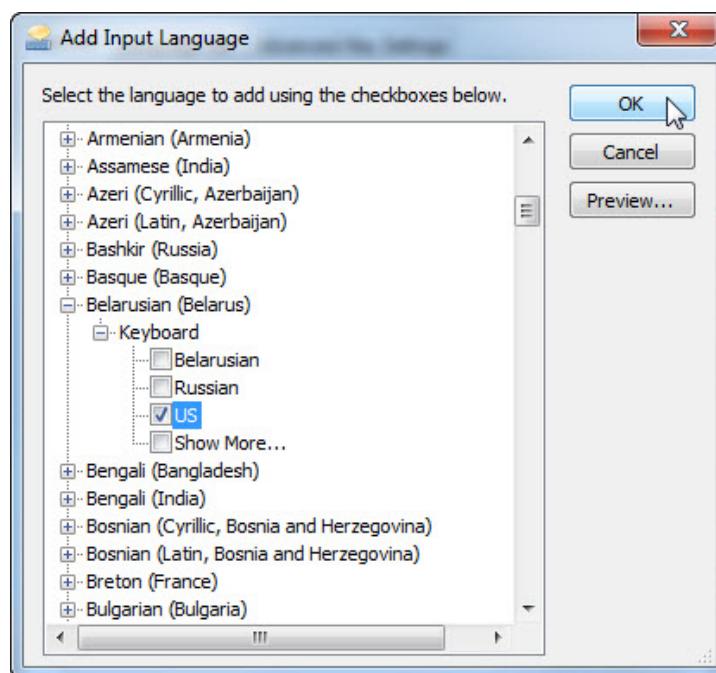 Add Input Language
Select the language to add using the checkboxes below.
Armenian (Armenia)
Assamese (India)
Azeri (Cyrillic, Azerbaijan)
Azeri (Latin, Azerbaijan)
Bashkir (Russia)
Basque (Basque)
Belarusian (Belarus)
Keyboard
Belarusian
Russian
US
Show More...
Bengali (Bangladesh)
Bengali (India)
Bosnian (Cyrillic, Bosnia and Herzegovina)
Bosnian (Latin, Bosnia and Herzegovina)
Breton (France)
Bulgarian (Bulgaria)
OK
Cancel
Preview...